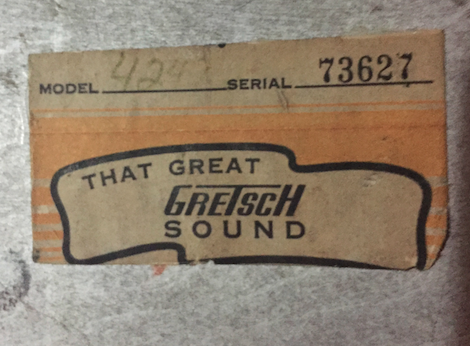 MODEL SERIAL 73627
THAT GREAT
GRETSCH
SOUND